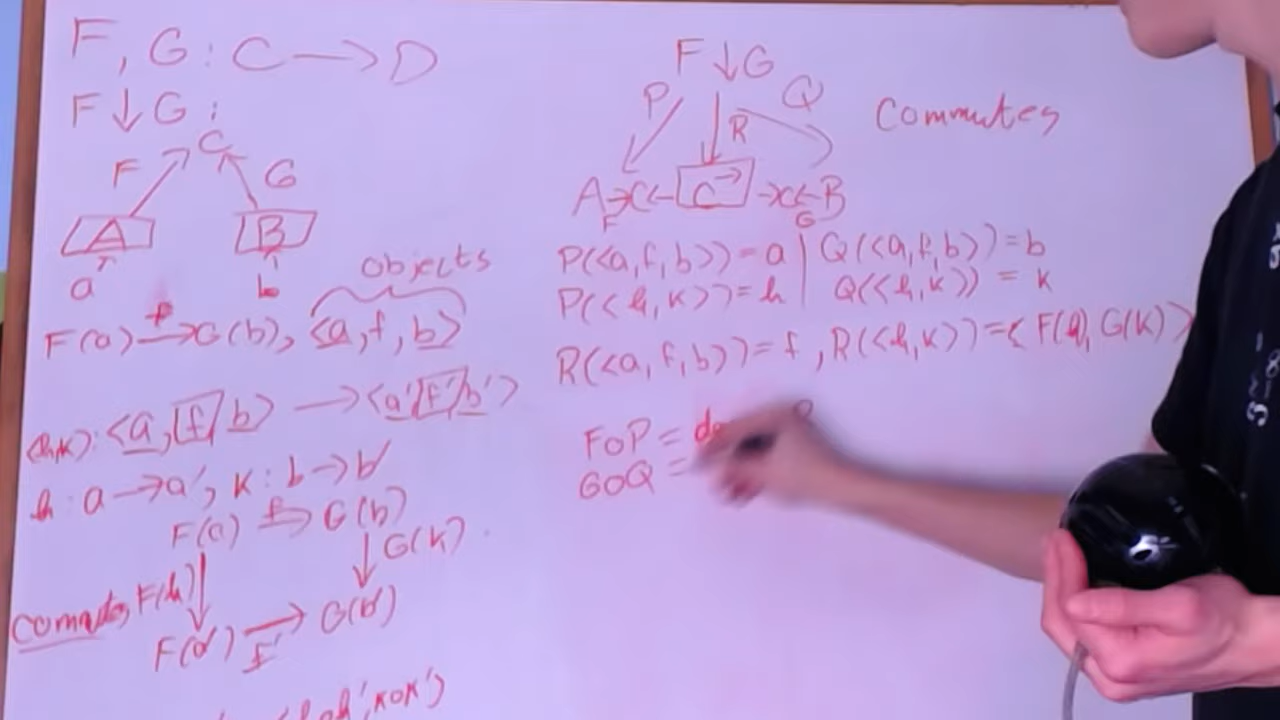 F, G : C → D
F ↓ G :
C
F G
A B
a b
objects
F(a) →f G(b), <a, f, b>
(h,k): <a, f, b> → <a', f', b'>
h : a → a', k : b → b'
F(a) →f G(b)
↓ G(k)
commutes F(h) ↓
F(a') →f' G(b')
h', k∘k')
F ↓ G
P Q
R
Commutes
A → C ← C→ → C ← B
F G
P(<a, f, b>) = a | Q(<a, f, b>) = b
P(<h, k>) = h | Q(<h, k>) = k
R(<a, f, b>) = f , R(<h, k>) = < F(h), G(k) >
F∘P =
G∘Q =